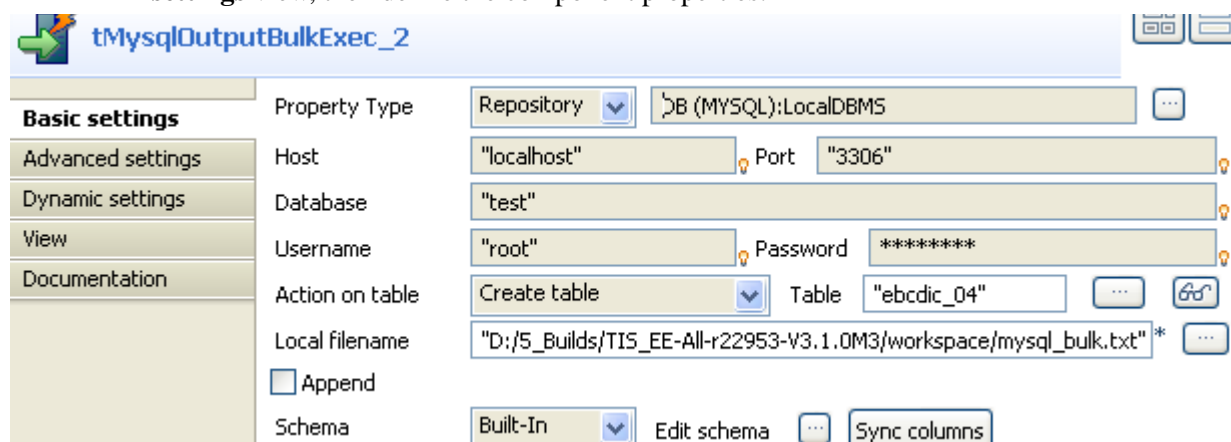 tMysqlOutputBulkExec_2
Basic settings
Advanced settings
Dynamic settings
View
Documentation
Property Type Repository DB (MYSQL):LocalDBMS ...
Host "localhost" Port "3306"
Database "test"
Username "root" Password ********
Action on table Create table Table "ebcdic_04" ...
Local filename "D:/5_Builds/TIS_EE-All-r22953-V3.1.0M3/workspace/mysql_bulk.txt" * ...
Append
Schema Built-In Edit schema ... Sync columns